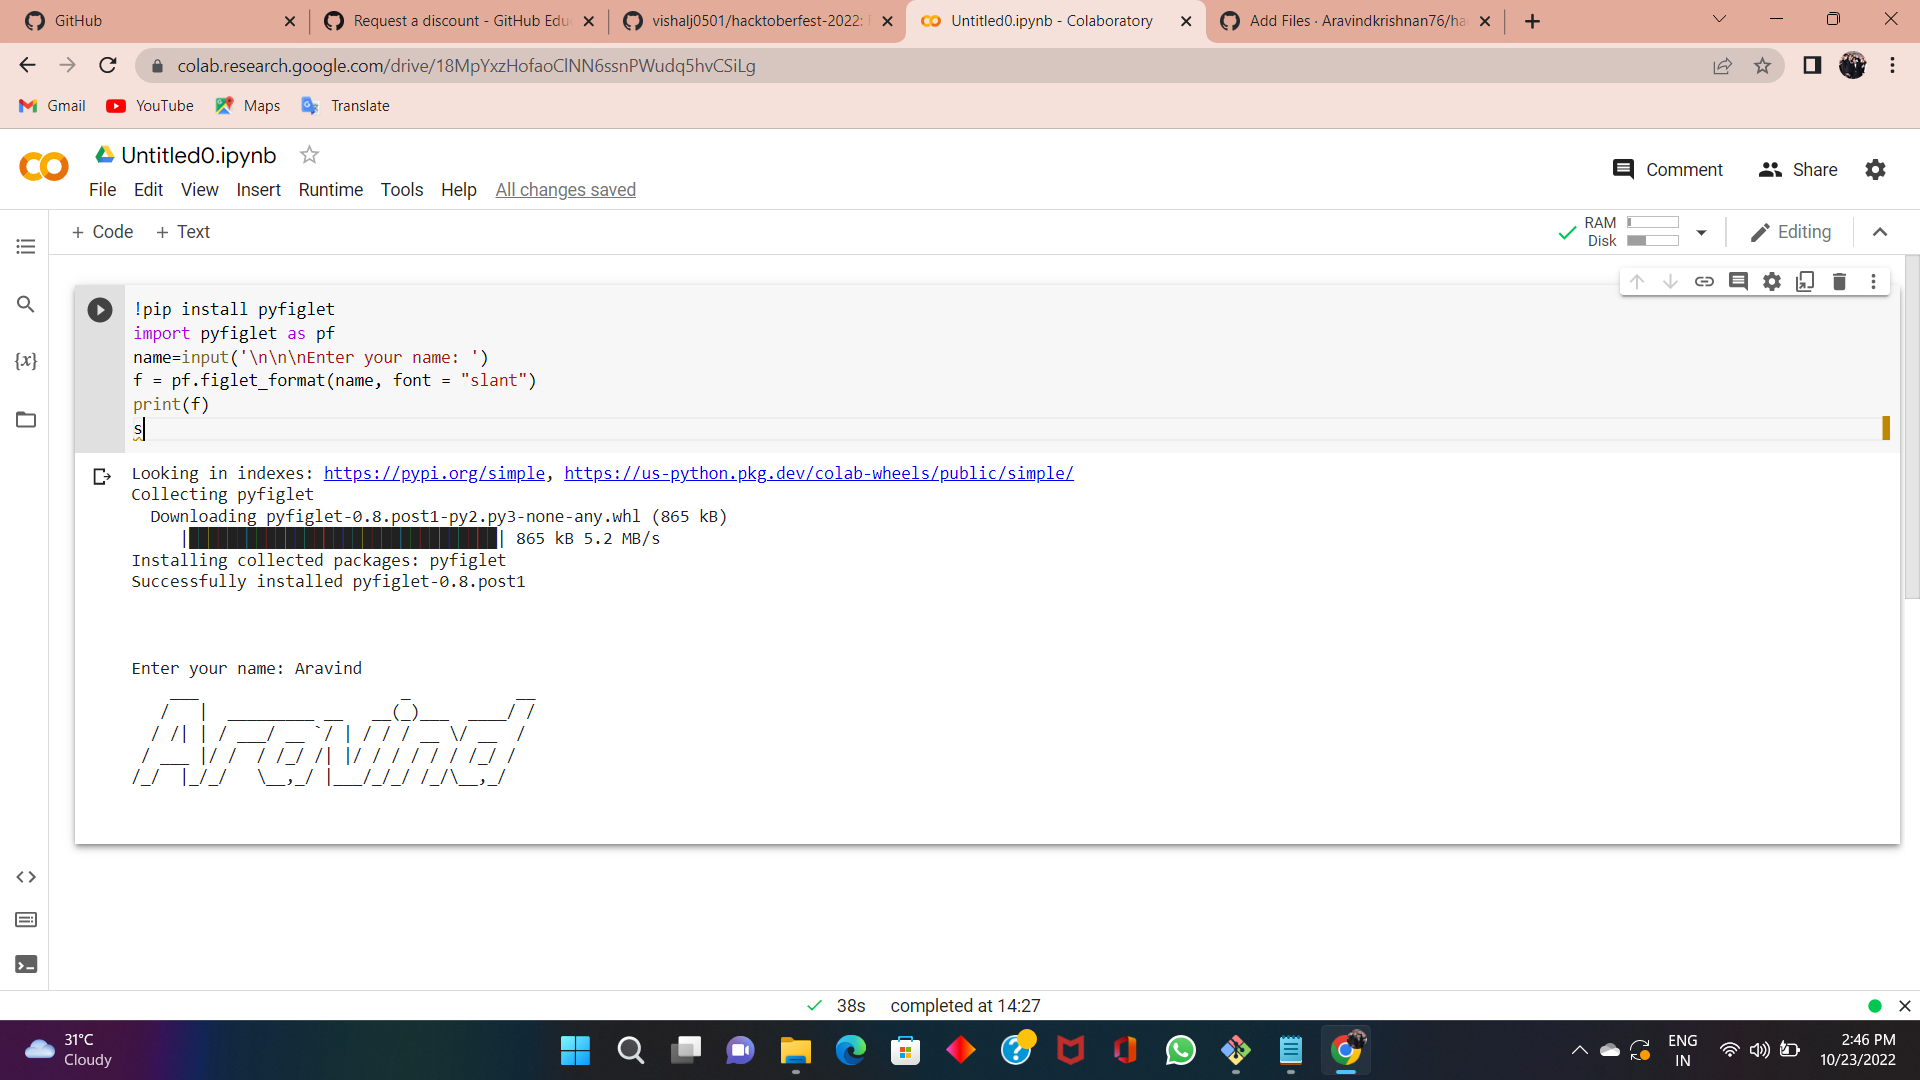 GitHub
Request a discount - GitHub Edu
vishalj0501/hacktoberfest-2022:
Untitled0.ipynb - Colaboratory
Add Files · Aravindkrishnan76/ha
colab.research.google.com/drive/18MpYxzHofaoClNN6ssnPWudq5hvCSiLg
Gmail
YouTube
Maps
Translate
Untitled0.ipynb
Comment
Share
File Edit View Insert Runtime Tools Help All changes saved
+ Code + Text
RAM
Disk
Editing
{x}
!pip install pyfiglet
import pyfiglet as pf
name=input('\n\n\nEnter your name: ')
f = pf.figlet_format(name, font = "slant")
print(f)
s
Looking in indexes: https://pypi.org/simple, https://us-python.pkg.dev/colab-wheels/public/simple/
Collecting pyfiglet
Downloading pyfiglet-0.8.post1-py2.py3-none-any.whl (865 kB)
865 kB 5.2 MB/s
Installing collected packages: pyfiglet
Successfully installed pyfiglet-0.8.post1
Enter your name: Aravind
Aravind
38s completed at 14:27
31°C
Cloudy
ENG
IN
2:46 PM
10/23/2022